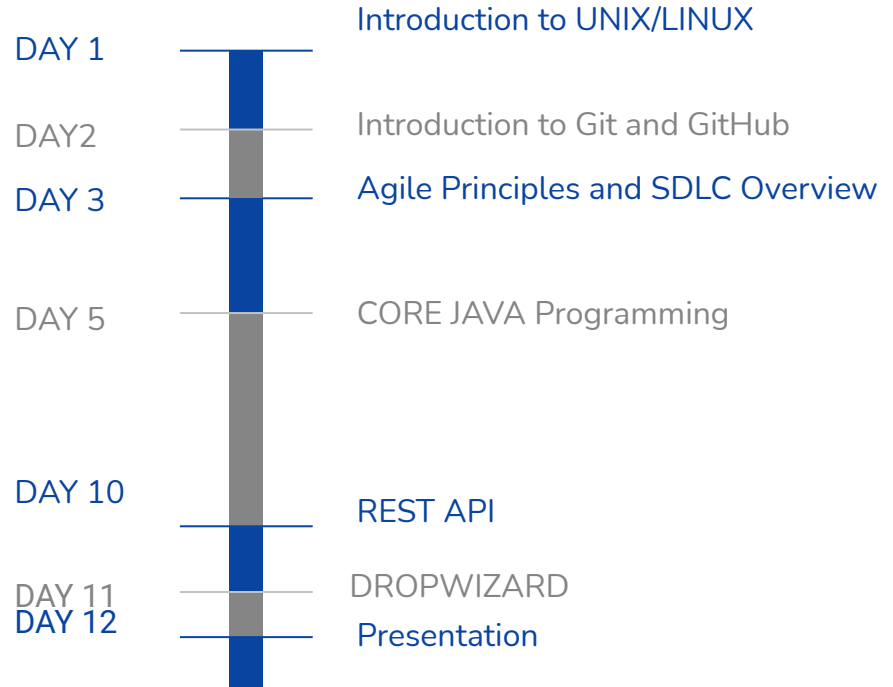 DAY 1
Introduction to UNIX/LINUX
DAY2
Introduction to Git and GitHub
DAY 3
Agile Principles and SDLC Overview
DAY 5
CORE JAVA Programming
DAY 10
REST API
DAY 11
DROPWIZARD
DAY 12
Presentation